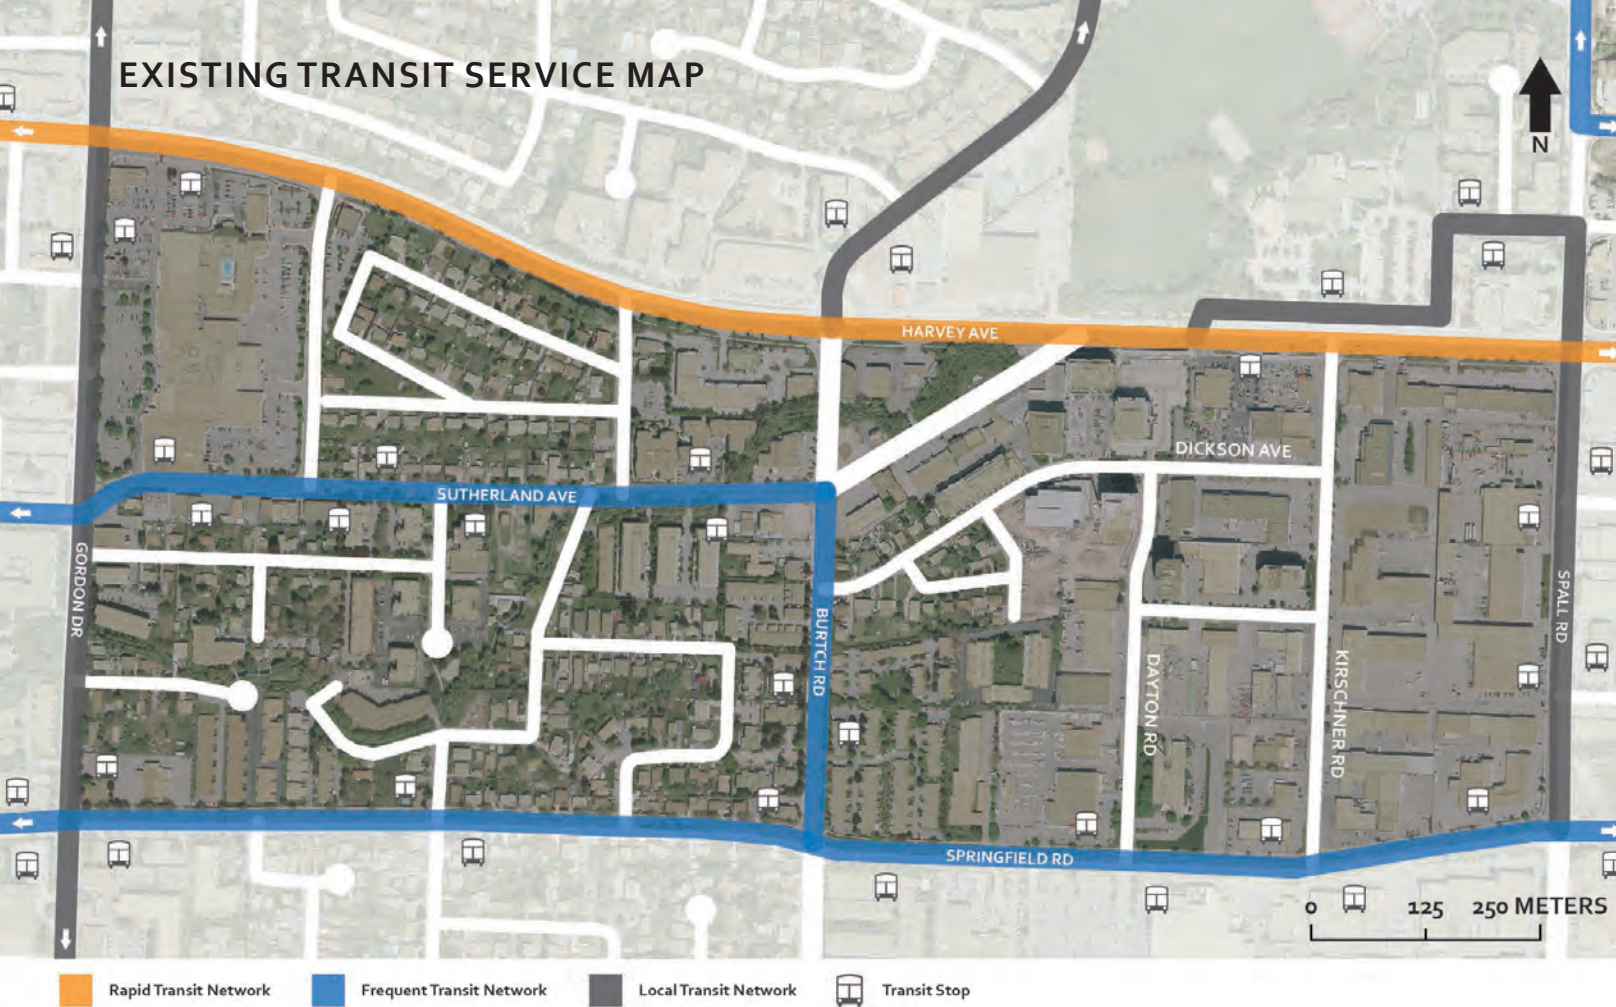 EXISTING TRANSIT SERVICE MAP
N
HARVEY AVE
DICKSON AVE
SUTHERLAND AVE
GORDON DR
BURTCH RD
SPALL RD
DAYTON RD
KIRSCHNER RD
SPRINGFIELD RD
0 125 250 METERS
Rapid Transit Network
Frequent Transit Network
Local Transit Network
Transit Stop